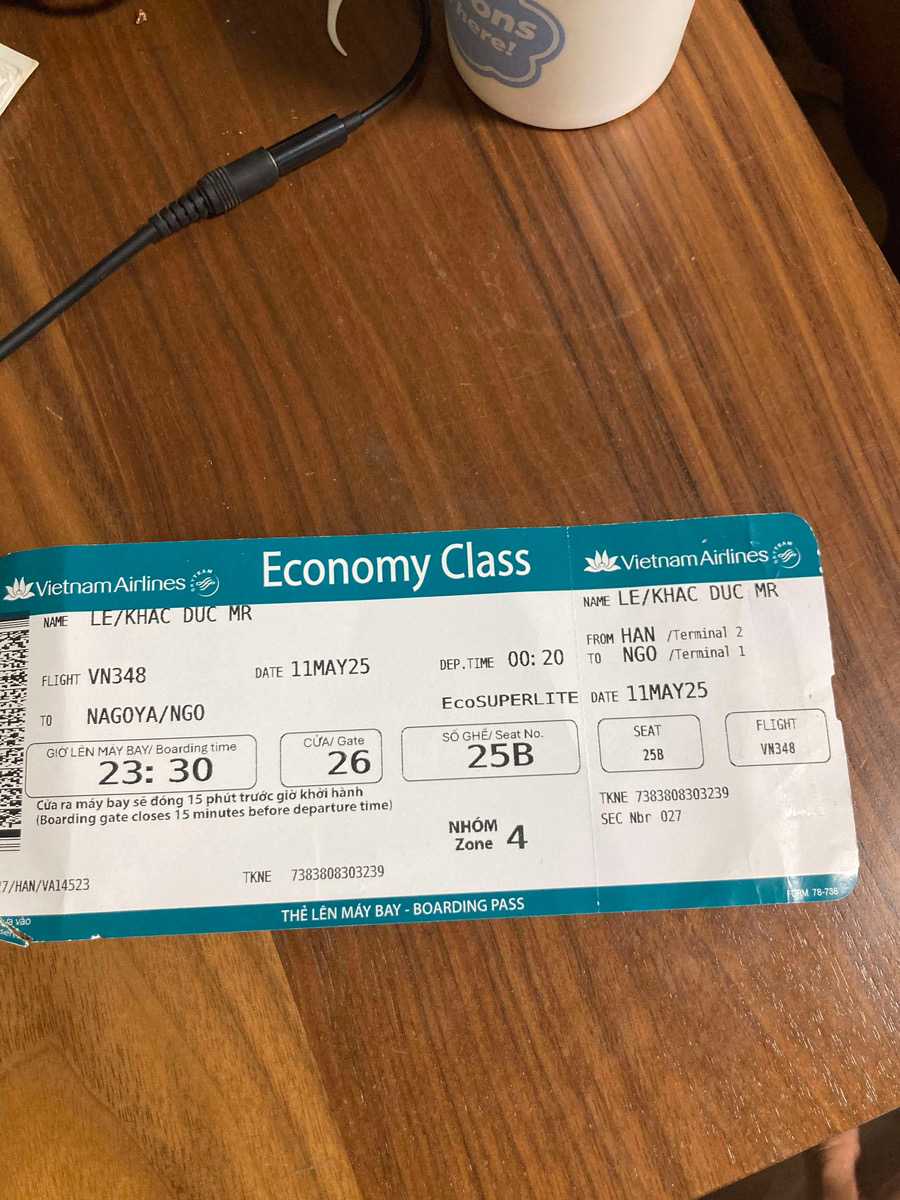 ons
here!
Vietnam Airlines
SKYTEAM
Economy Class
NAME LE/KHAC DUC MR
FLIGHT VN348 DATE 11MAY25 DEP.TIME 00: 20
TO NAGOYA/NGO EcoSUPERLITE
GIỜ LÊN MÁY BAY/ Boarding time
23: 30
CỬA/ Gate
26
SỐ GHẾ/ Seat No.
25B
Cửa ra máy bay sẽ đóng 15 phút trước giờ khởi hành
(Boarding gate closes 15 minutes before departure time)
NHÓM
Zone 4
7/HAN/VA14523 TKNE 7383808303239
THẺ LÊN MÁY BAY - BOARDING PASS
Vietnam Airlines
SKYTEAM
NAME LE/KHAC DUC MR
FROM HAN /Terminal 2
TO NGO /Terminal 1
DATE 11MAY25
SEAT
25B
FLIGHT
VN348
TKNE 7383808303239
SEC Nbr 027
FORM 78-738